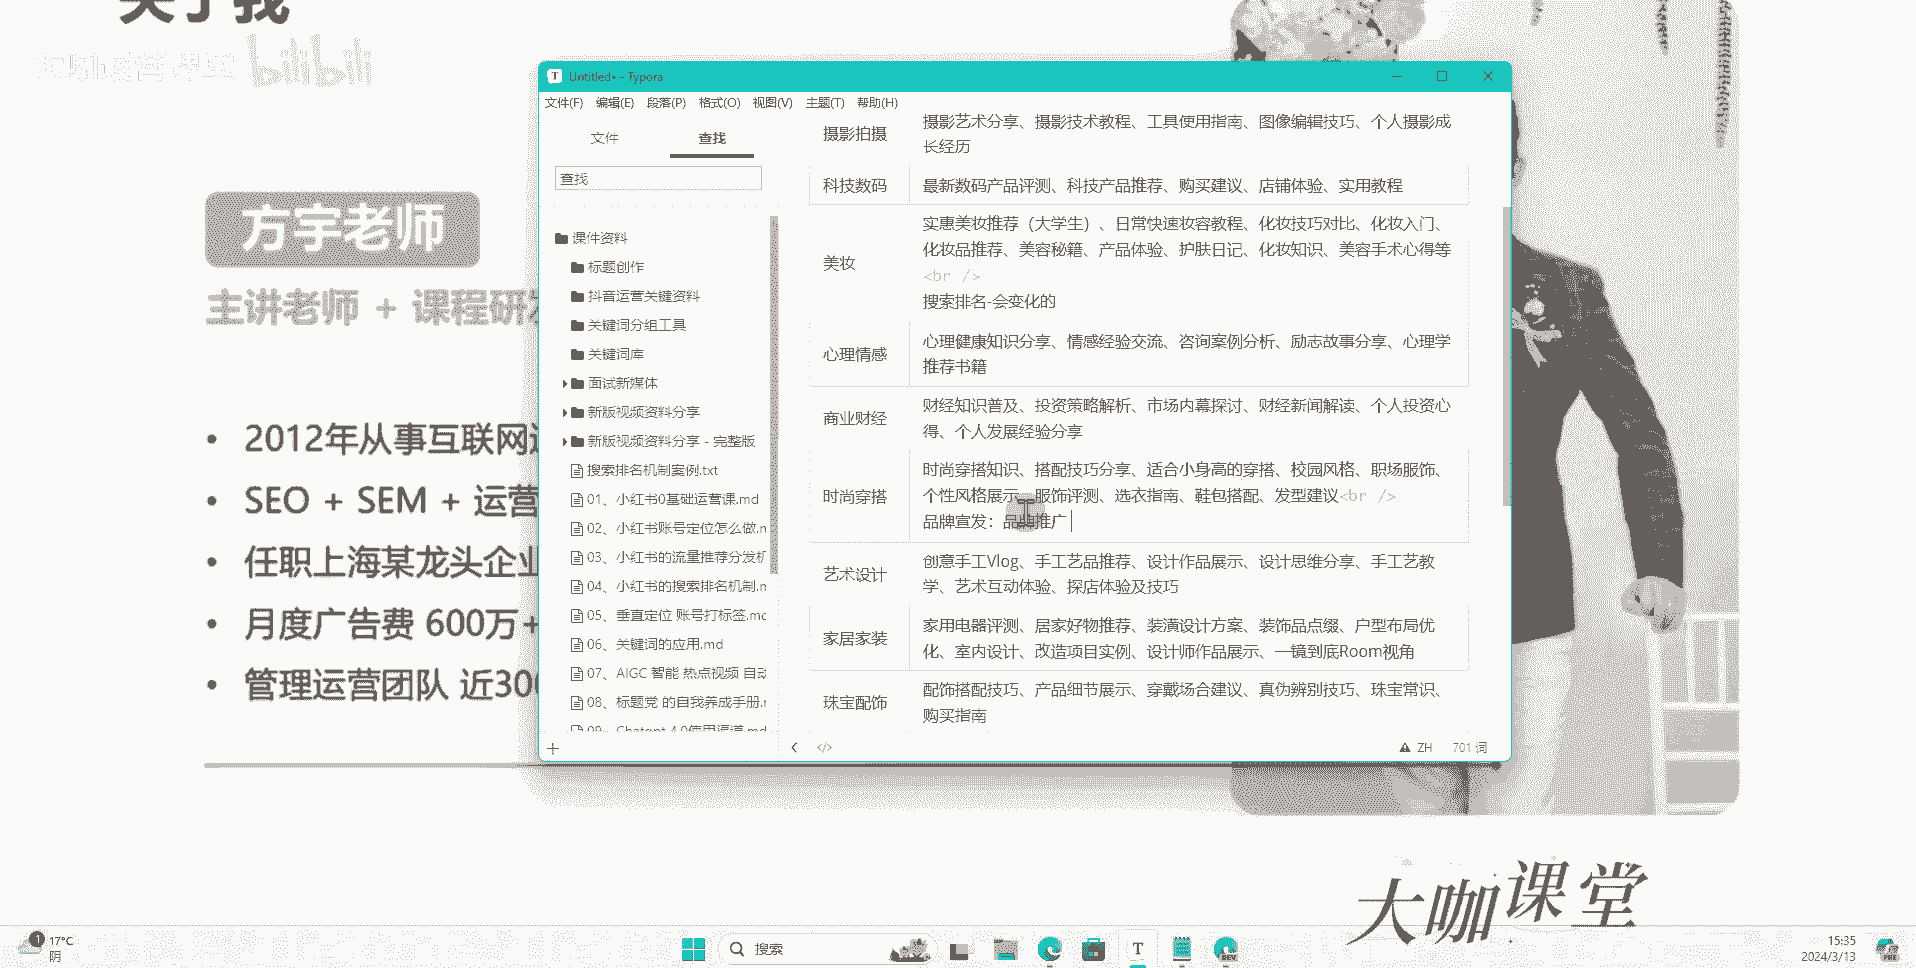 关于我
bilibili
方宇老师
主讲老师 + 课程研发
2012年从事互联网运
SEO + SEM + 运营
任职上海某龙头企业
月度广告费 600万+
管理运营团队 近300
Untitled• - Typora
文件(F) 编辑(E) 段落(P) 格式(O) 视图(V) 主题(T) 帮助(H)
文件 查找
查找
课件资料
标题创作
抖音运营关键资料
关键词分组工具
关键词库
面试新媒体
新版视频资料分享
新版视频资料分享 - 完整版
搜索排名机制案例.txt
01、小红书0基础运营课.md
02、小红书账号定位怎么做.n
03、小红书的流量推荐分发机
04、小红书的搜索排名机制.n
05、垂直定位 账号打标签.mc
06、关键词的应用.md
07、AIGC 智能 热点视频 自动
08、标题党 的自我养成手册.r
09、Chatgpt 4.0使用渠道.md
摄影拍摄
摄影艺术分享、摄影技术教程、工具使用指南、图像编辑技巧、个人摄影成
长经历
科技数码
最新数码产品评测、科技产品推荐、购买建议、店铺体验、实用教程
美妆
实惠美妆推荐（大学生）、日常快速妆容教程、化妆技巧对比、化妆入门、
化妆品推荐、美容秘籍、产品体验、护肤日记、化妆知识、美容手术心得等
<br />
搜索排名-会变化的
心理情感
心理健康知识分享、情感经验交流、咨询案例分析、励志故事分享、心理学
推荐书籍
商业财经
财经知识普及、投资策略解析、市场内幕探讨、财经新闻解读、个人投资心
得、个人发展经验分享
时尚穿搭
时尚穿搭知识、搭配技巧分享、适合小身高的穿搭、校园风格、职场服饰、
个性风格展示、服饰评测、选衣指南、鞋包搭配、发型建议<br />
品牌宣发：品牌推广
艺术设计
创意手工Vlog、手工艺品推荐、设计作品展示、设计思维分享、手工艺教
学、艺术互动体验、探店体验及技巧
家居家装
家用电器评测、居家好物推荐、装潢设计方案、装饰品点缀、户型布局优
化、室内设计、改造项目实例、设计师作品展示、一镜到底Room视角
珠宝配饰
配饰搭配技巧、产品细节展示、穿戴场合建议、真伪辨别技巧、珠宝常识、
购买指南
ZH 701 词
大咖课堂
1
17°C
阴
搜索
T
DEV
15:35
2024/3/13
PRE